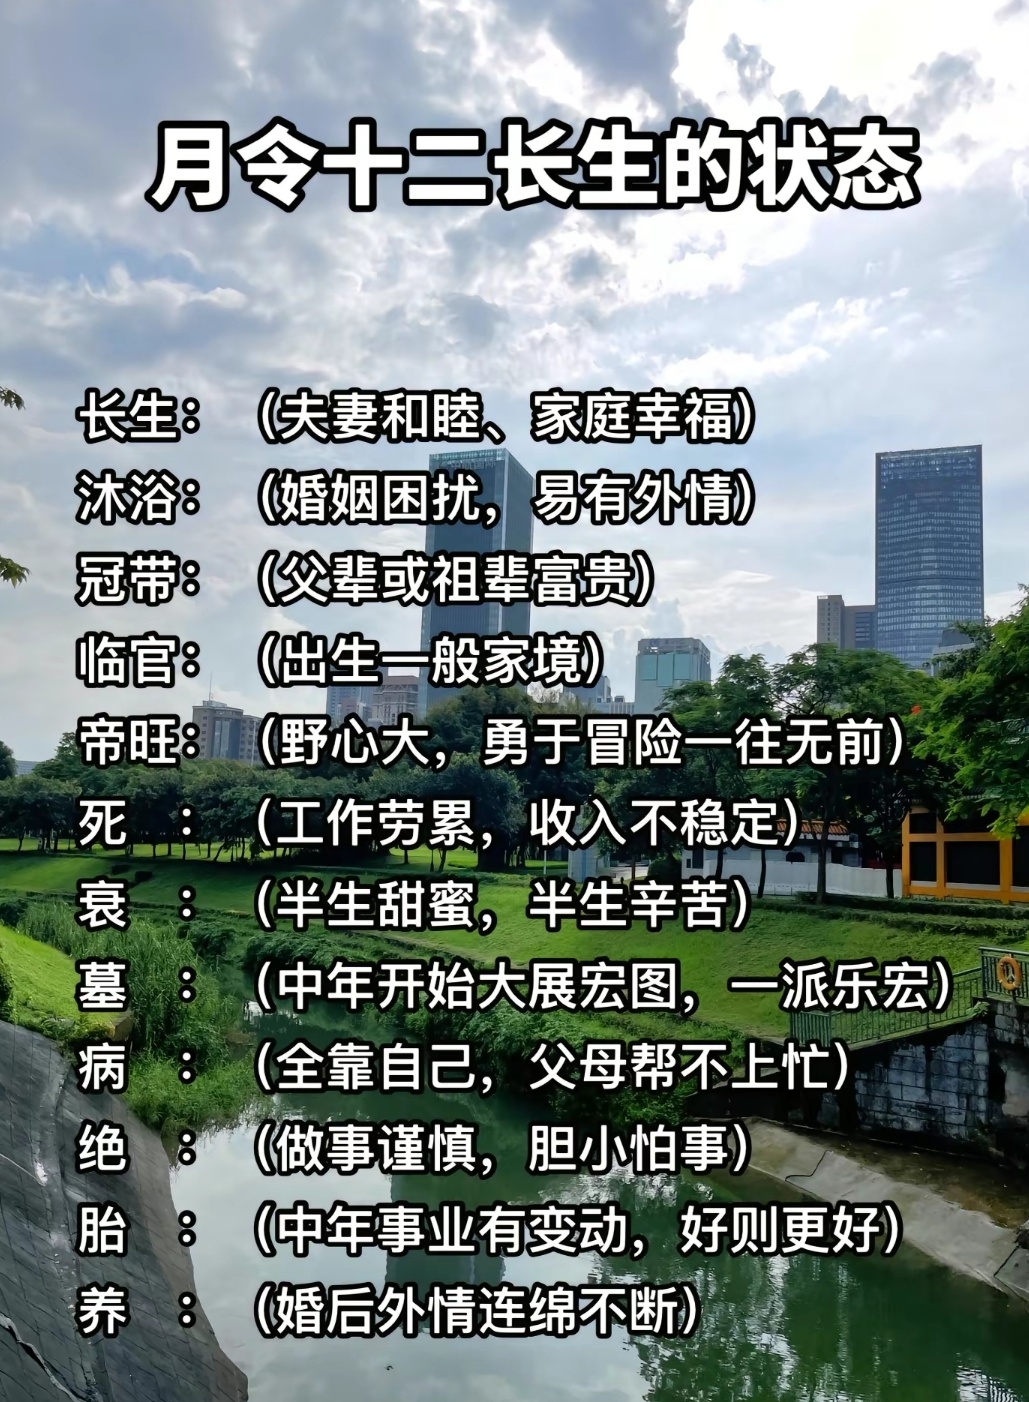 月令十二长生的状态
长生：（夫妻和睦、家庭幸福）
沐浴：（婚姻困扰，易有外情）
冠带：（父辈或祖辈富贵）
临官：（出生一般家境）
帝旺：（野心大，勇于冒险一往无前）
死　：（工作劳累，收入不稳定）
衰　：（半生甜蜜，半生辛苦）
墓　：（中年开始大展宏图，一派乐宏）
病　：（全靠自己，父母帮不上忙）
绝　：（做事谨慎，胆小怕事）
胎　：（中年事业有变动，好则更好）
养　：（婚后外情连绵不断）